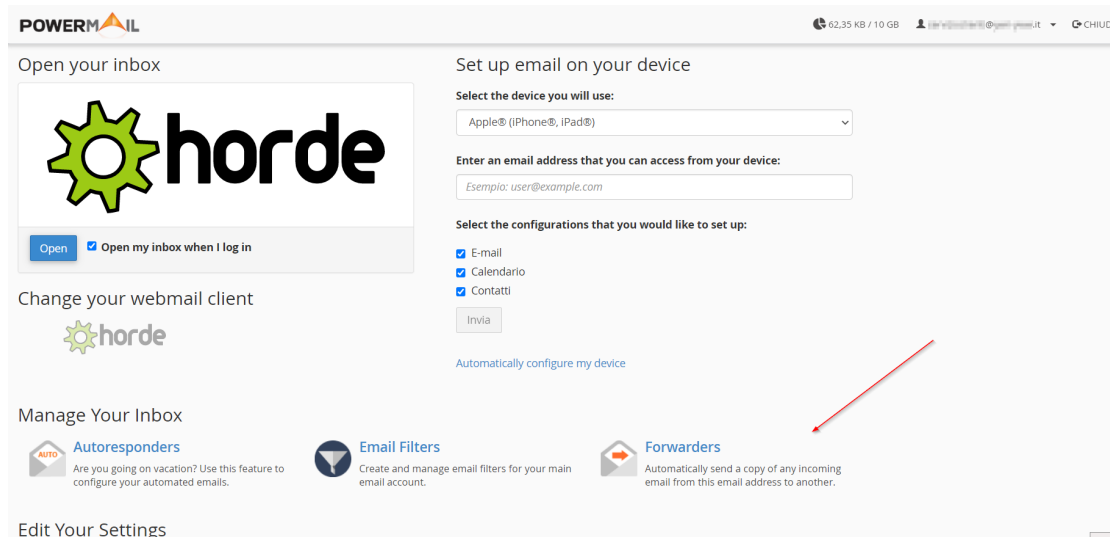 POWERMAIL
62,35 KB / 10 GB
@ .it
CHIUD
Open your inbox
horde
Open
Open my inbox when I log in
Change your webmail client
horde
Set up email on your device
Select the device you will use:
Apple® (iPhone®, iPad®)
Enter an email address that you can access from your device:
Esempio: user@example.com
Select the configurations that you would like to set up:
E-mail
Calendario
Contatti
Invia
Automatically configure my device
Manage Your Inbox
AUTO
Autoresponders
Are you going on vacation? Use this feature to
configure your automated emails.
Email Filters
Create and manage email filters for your main
email account.
Forwarders
Automatically send a copy of any incoming
email from this email address to another.
Edit Your Settings